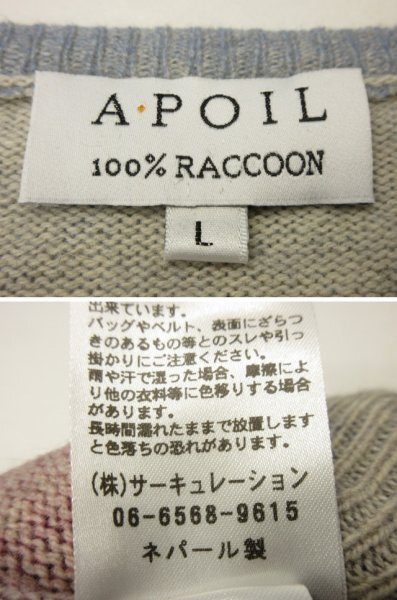 A·POIL
100% RACCOON
L
出来ています。
バッグやベルト、表面にざらつ
きのあるもの等とのスレや引っ
掛かりにご注意ください。
雨や汗で湿った場合、摩擦によ
り他の衣料等に色移りする場合
があります。
長時間濡れたままで放置します
と色落ちの恐れがあります。
(株)サーキュレーション
06-6568-9615
ネパール製